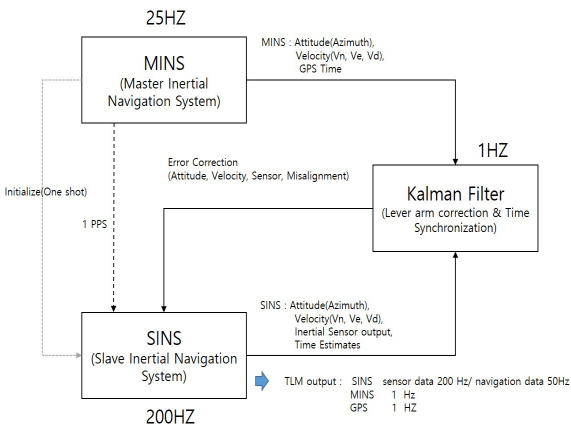 25HZ
MINS
(Master Inertial
Navigation System)
MINS : Attitude(Azimuth),
Velocity(Vn, Ve, Vd),
GPS Time
1HZ
Kalman Filter
(Lever arm correction & Time
Synchronization)
Error Correction
(Attitude, Velocity, Sensor, Misalignment)
Initialize(One shot)
1 PPS
SINS
(Slave Inertial Navigation
System)
200HZ
SINS : Attitude(Azimuth),
Velocity(Vn, Ve, Vd),
Inertial Sensor output,
Time Estimates
TLM output : SINS sensor data 200 Hz/ navigation data 50Hz
MINS 1 Hz
GPS 1 HZ